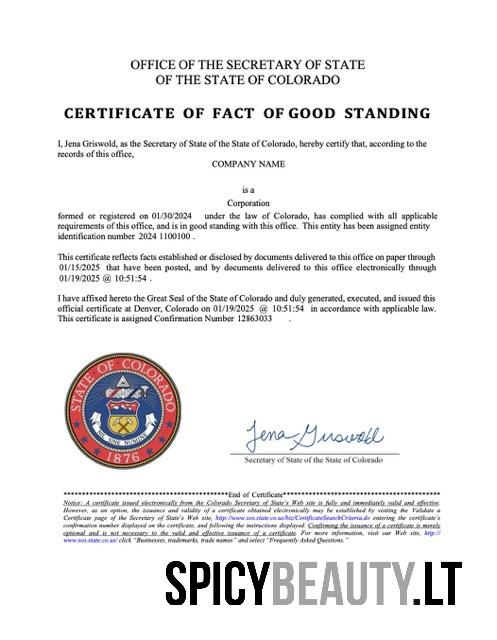 OFFICE OF THE SECRETARY OF STATE
OF THE STATE OF COLORADO
CERTIFICATE OF FACT OF GOOD STANDING
I, Jena Griswold, as the Secretary of State of the State of Colorado, hereby certify that, according to the
records of this office,
COMPANY NAME
is a
Corporation
formed or registered on 01/30/2024 under the law of Colorado, has complied with all applicable
requirements of this office, and is in good standing with this office. This entity has been assigned entity
identification number 2024 1100100 .
This certificate reflects facts established or disclosed by documents delivered to this office on paper through
01/15/2025 that have been posted, and by documents delivered to this office electronically through
01/19/2025 @ 10:51:54 .
I have affixed hereto the Great Seal of the State of Colorado and duly generated, executed, and issued this
official certificate at Denver, Colorado on 01/19/2025 @ 10:51:54 in accordance with applicable law.
This certificate is assigned Confirmation Number 12863033 .
STATE OF COLORADO
NIL SINE NUMINE
1876
Jena Griswold
Secretary of State of the State of Colorado
*********************************************End of Certificate*******************************************
Notice: A certificate issued electronically from the Colorado Secretary of State's Web site is fully and immediately valid and effective.
However, as an option, the issuance and validity of a certificate obtained electronically may be established by visiting the Validate a
Certificate page of the Secretary of State's Web site, http://www.sos.state.co.us/biz/CertificateSearchCriteria.do entering the certificate's
confirmation number displayed on the certificate, and following the instructions displayed. Confirming the issuance of a certificate is merely
optional and is not necessary to the valid and effective issuance of a certificate. For more information, visit our Web site, http://
www.sos.state.co.us/ click "Businesses, trademarks, trade names" and select "Frequently Asked Questions."
SPICYBEAUTY.LT